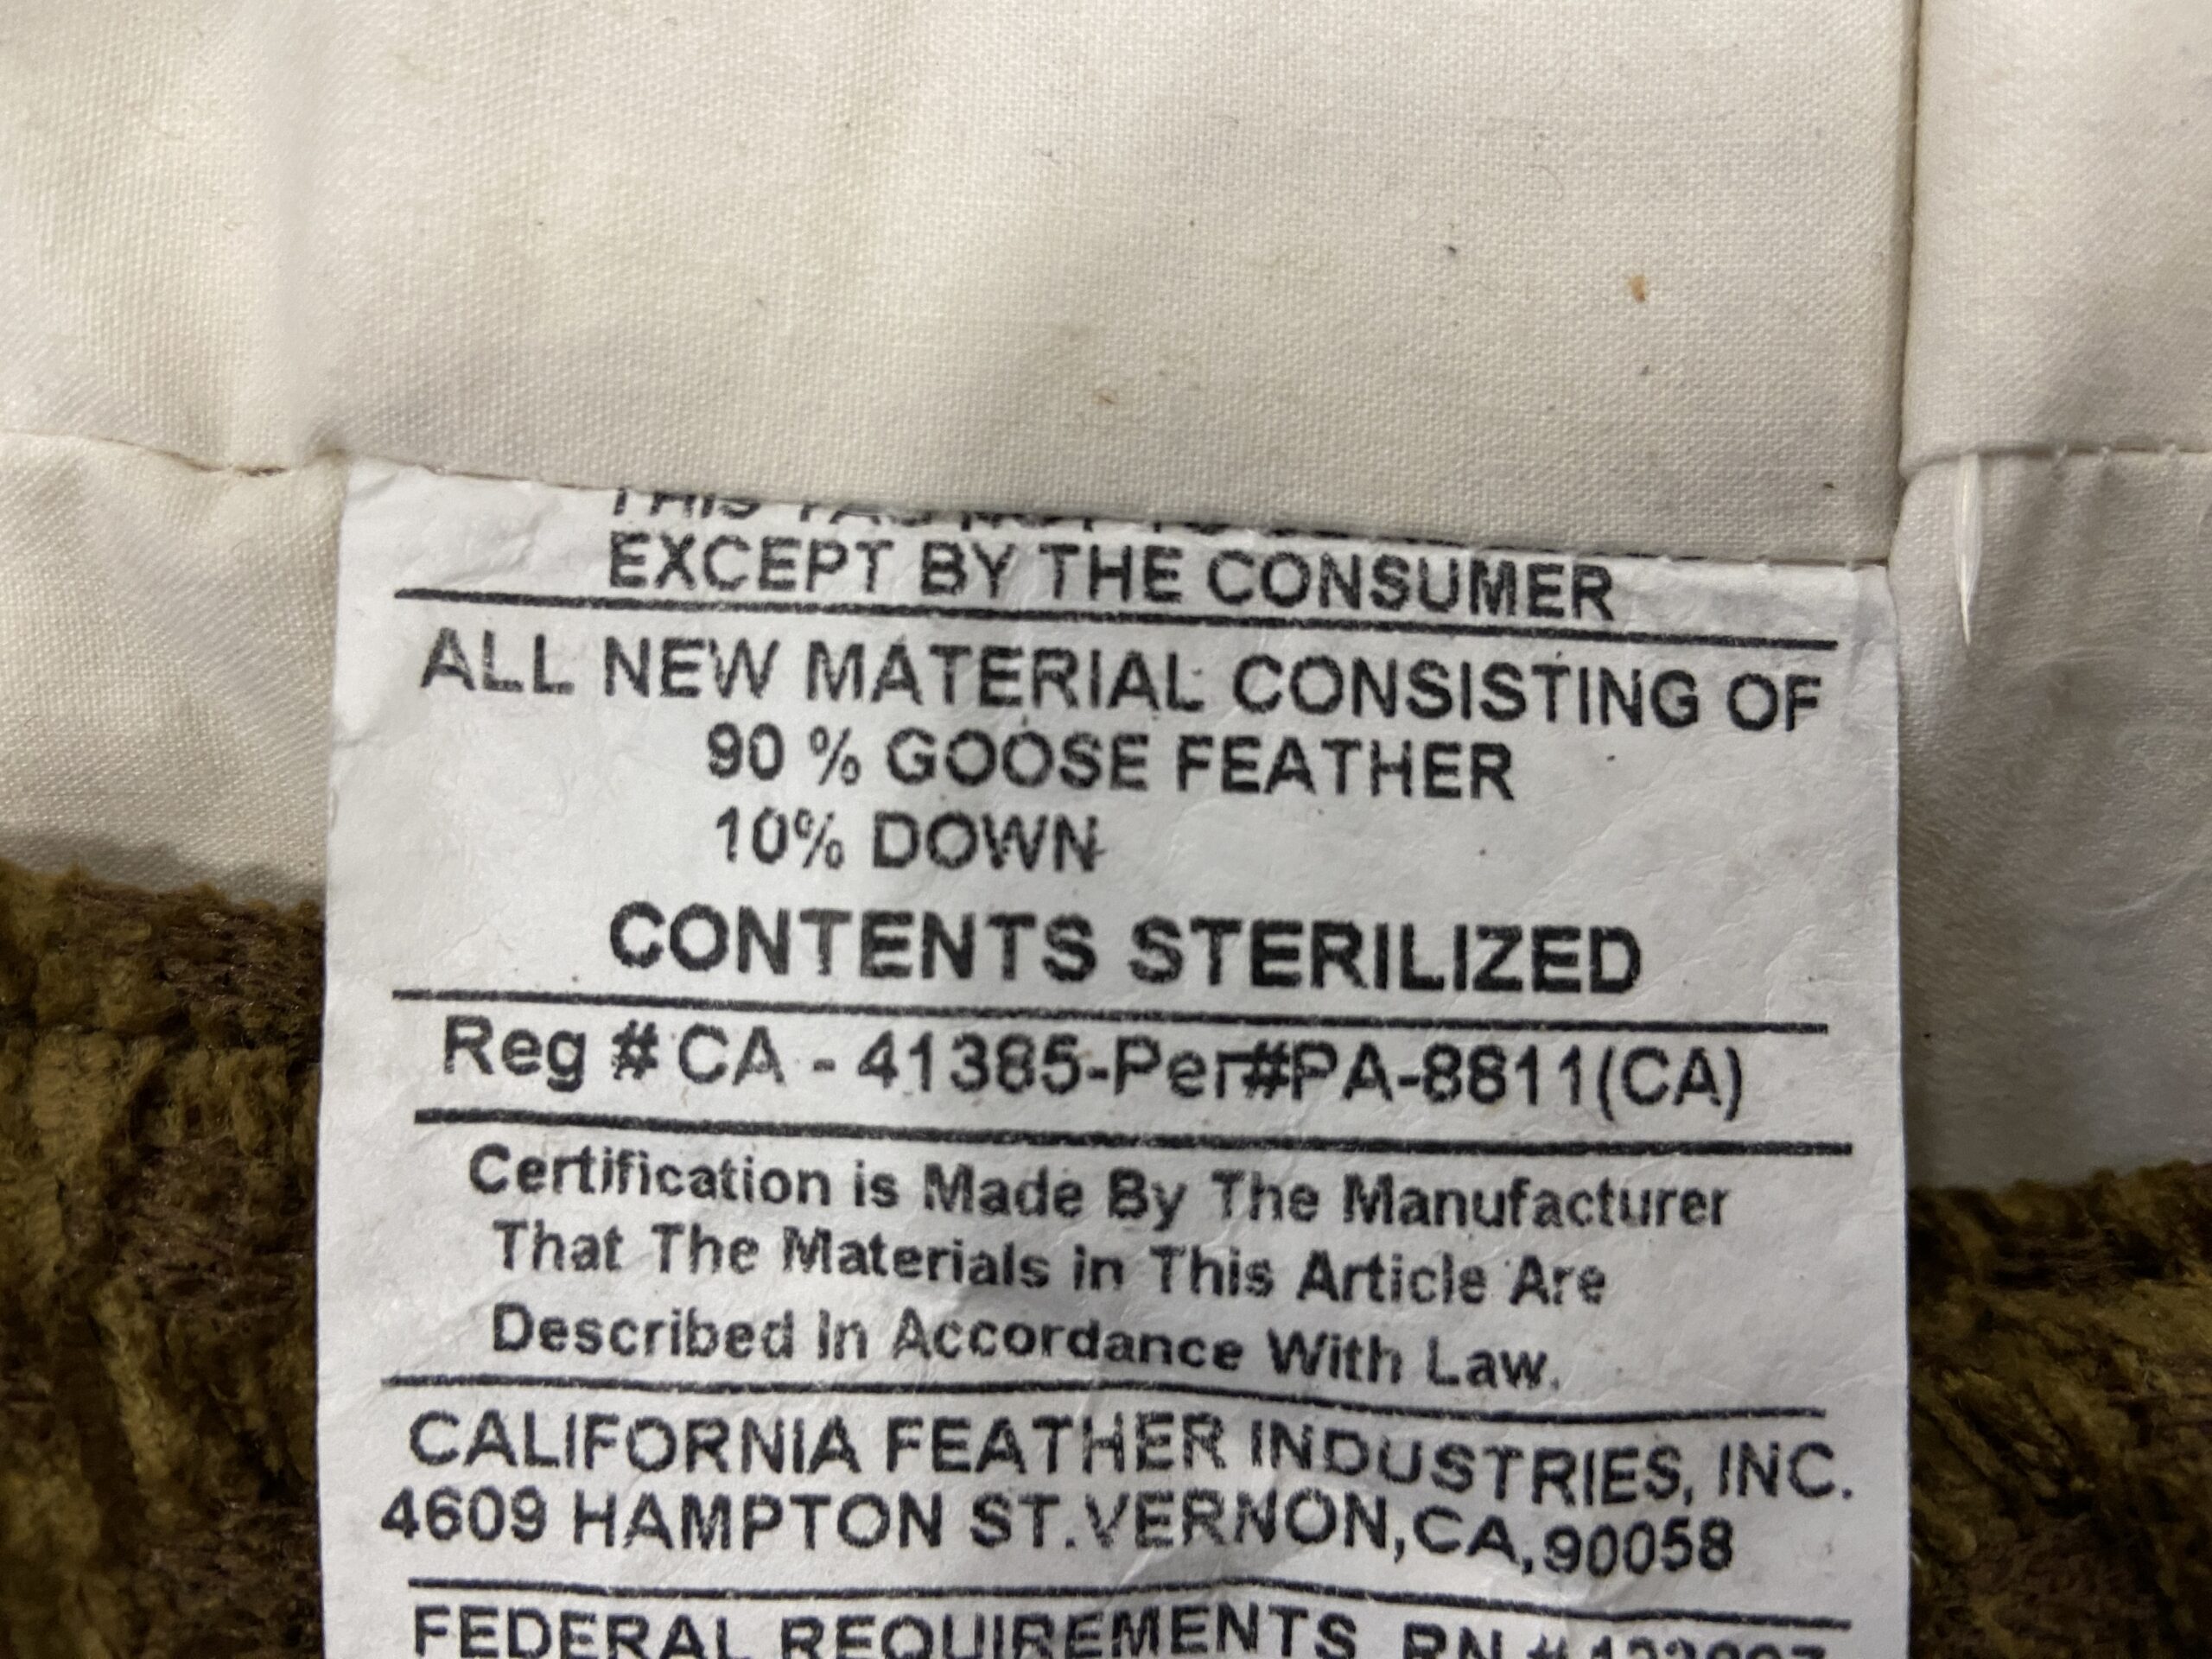 EXCEPT BY THE CONSUMER
ALL NEW MATERIAL CONSISTING OF
90 % GOOSE FEATHER
10% DOWN
CONTENTS STERILIZED
Reg # CA - 41385-Per#PA-8811(CA)
Certification is Made By The Manufacturer
That The Materials in This Article Are
Described In Accordance With Law.
CALIFORNIA FEATHER INDUSTRIES, INC.
4609 HAMPTON ST.VERNON,CA,90058
FEDERAL REQUIREMENTS RN #